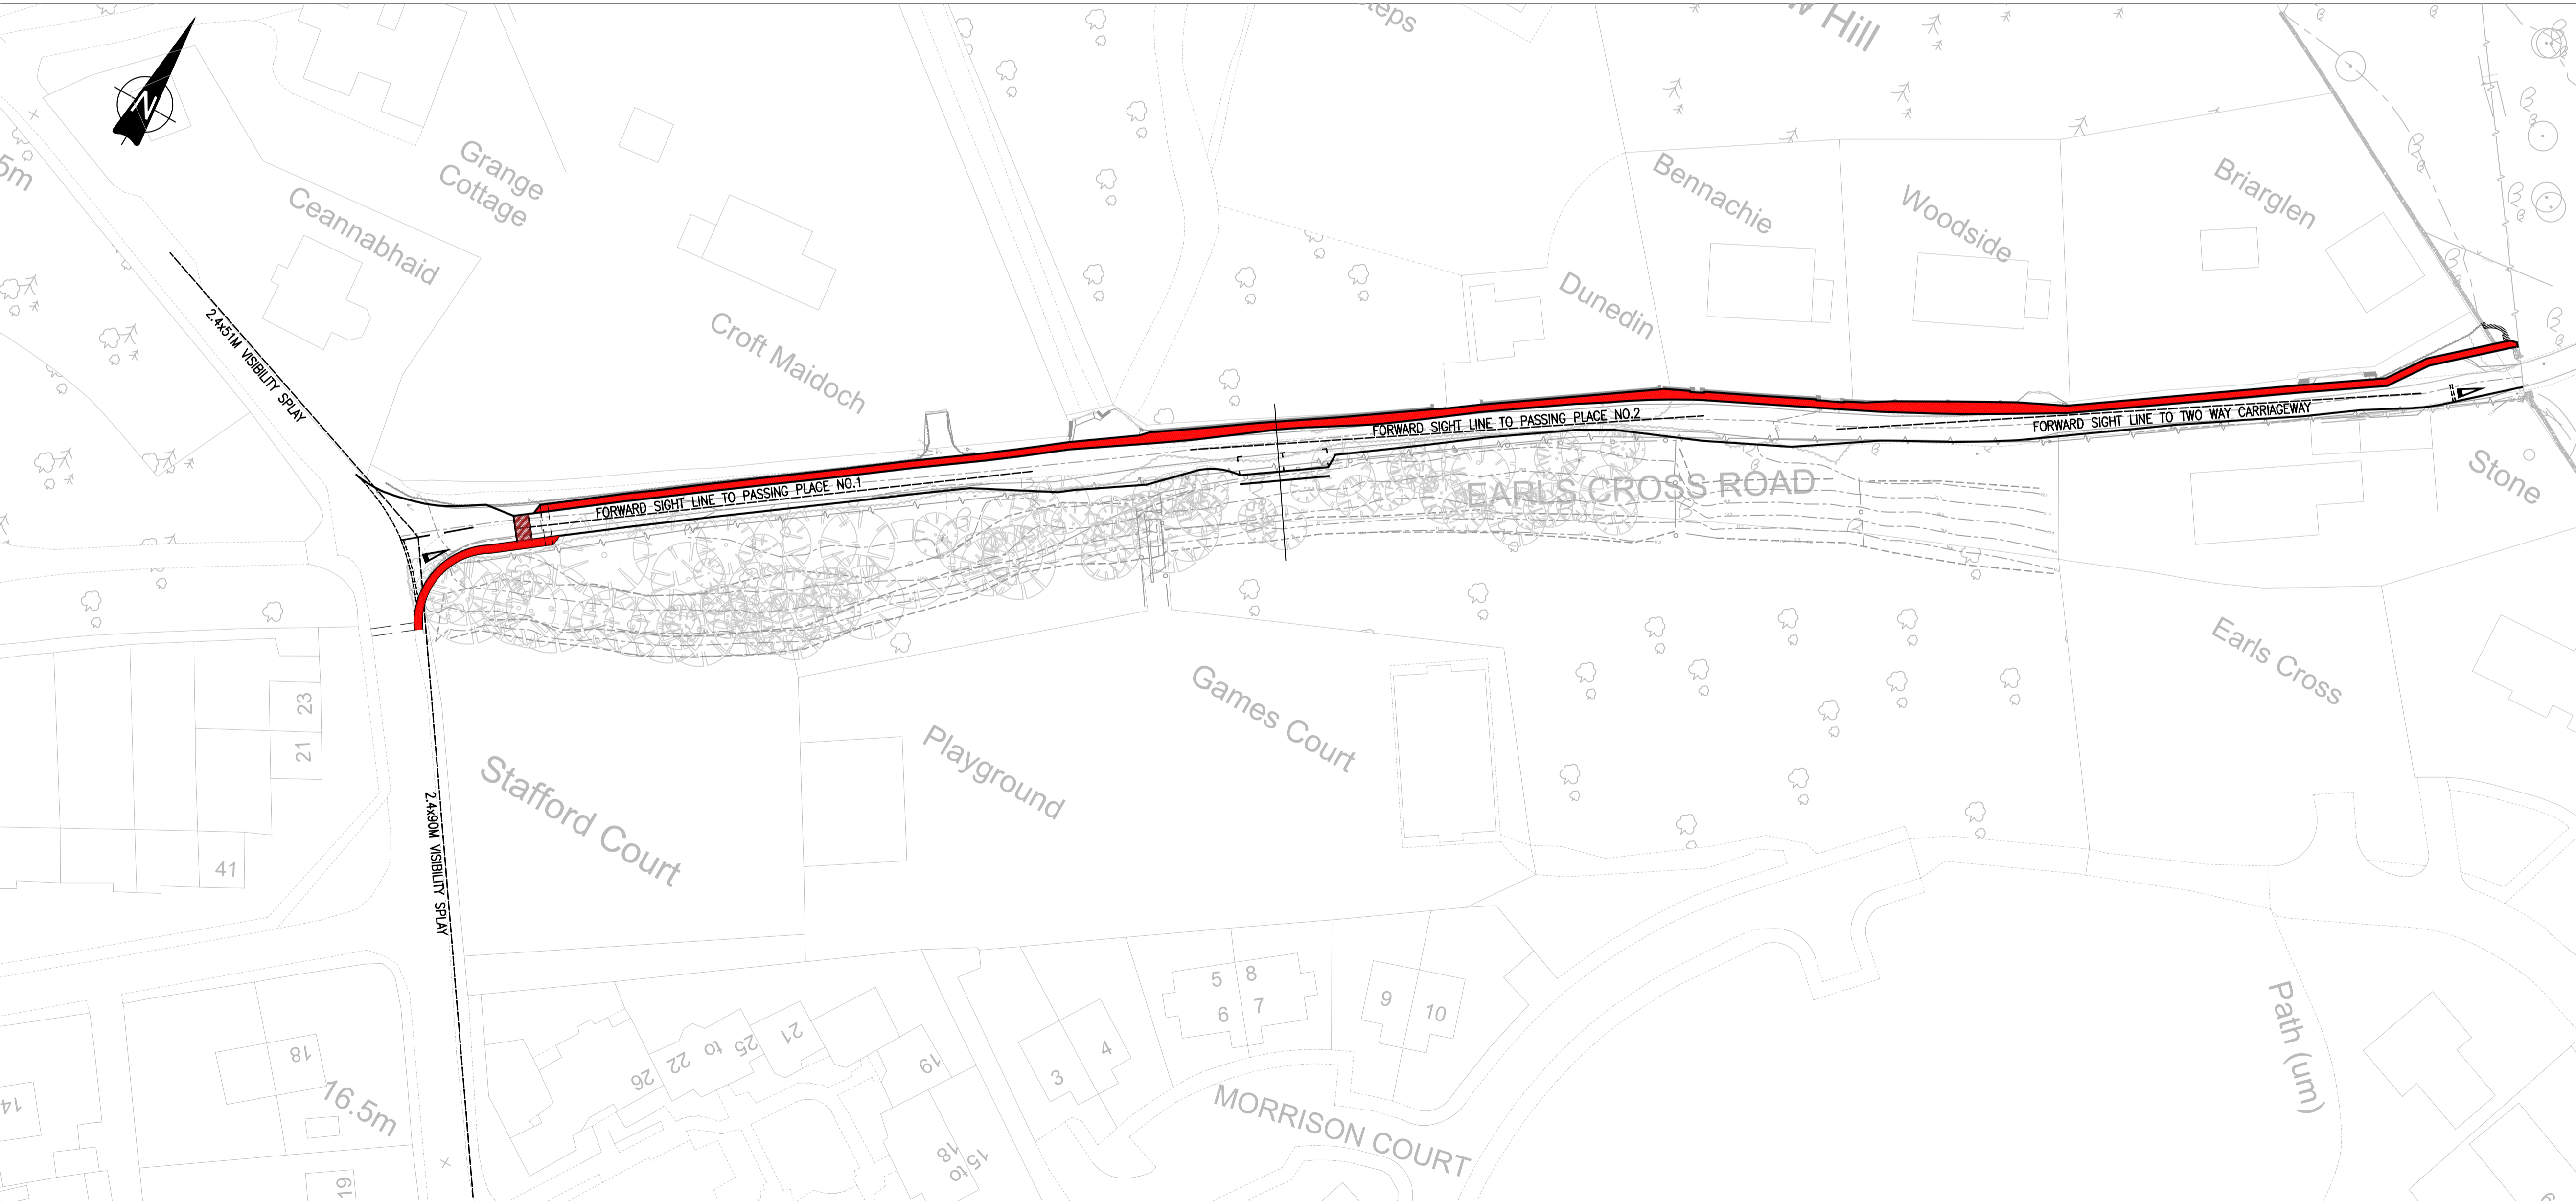 N
5m
Grange
Cottage
Ceannabhaid
Croft Maidoch
Bennachie
Woodside
Briarglen
Dunedin
2.4x51M VISIBILITY SPLAY
FORWARD SIGHT LINE TO PASSING PLACE NO.1
FORWARD SIGHT LINE TO PASSING PLACE NO.2
FORWARD SIGHT LINE TO TWO WAY CARRIAGEWAY
EARLS CROSS ROAD
Stone
Earls Cross
Games Court
Playground
Stafford Court
2.4x90M VISIBILITY SPLAY
23
21
41
18
16.5m
14
19
26
22
to
25
21
19
15
to
18
3
4
5
8
6
7
9
10
MORRISON COURT
Path (um)
Hill